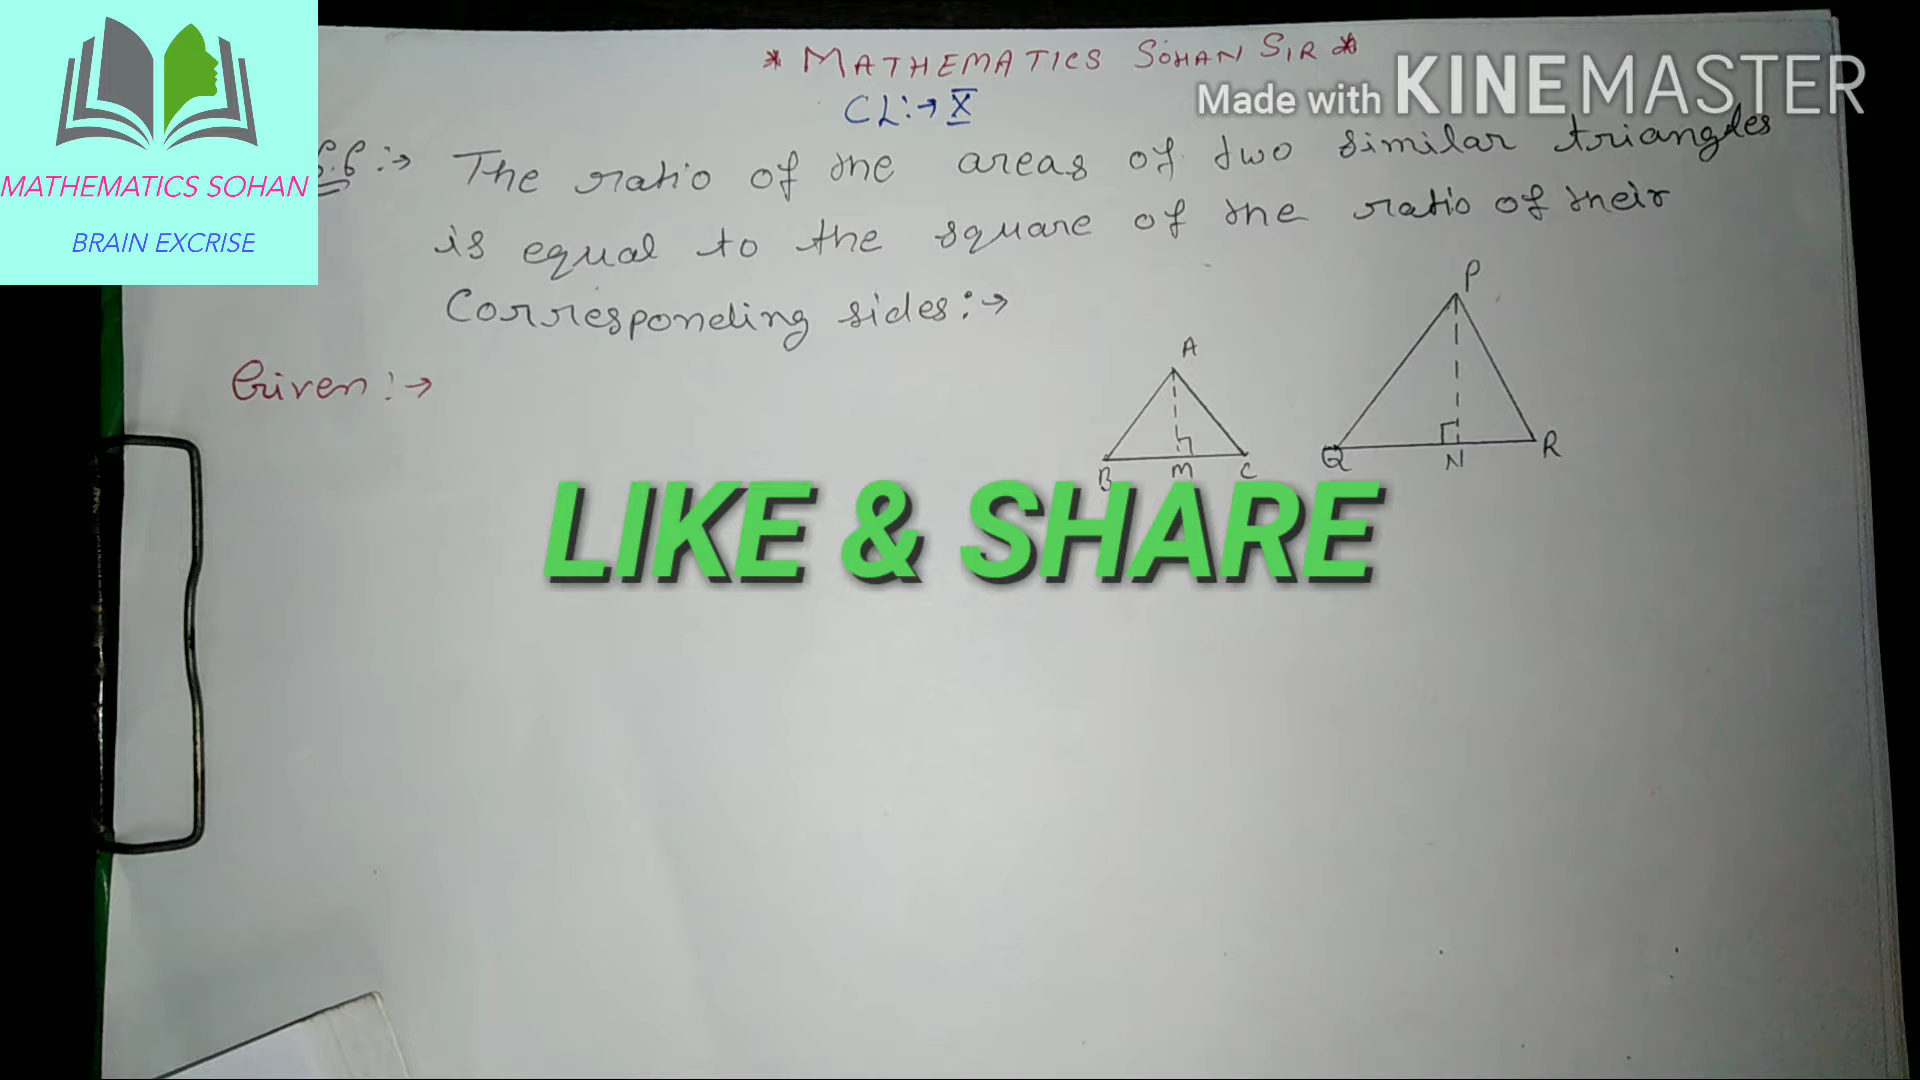 * MATHEMATICS SOHAN SIR *
Made with KINEMASTER
CL:→ X
MATHEMATICS SOHAN
BRAIN EXCRISE
:→ The ratio of the areas of two similar triangles
is equal to the square of the ratio of their
Corresponding sides:→
Given:→
A
B M C
P
Q N R
LIKE & SHARE